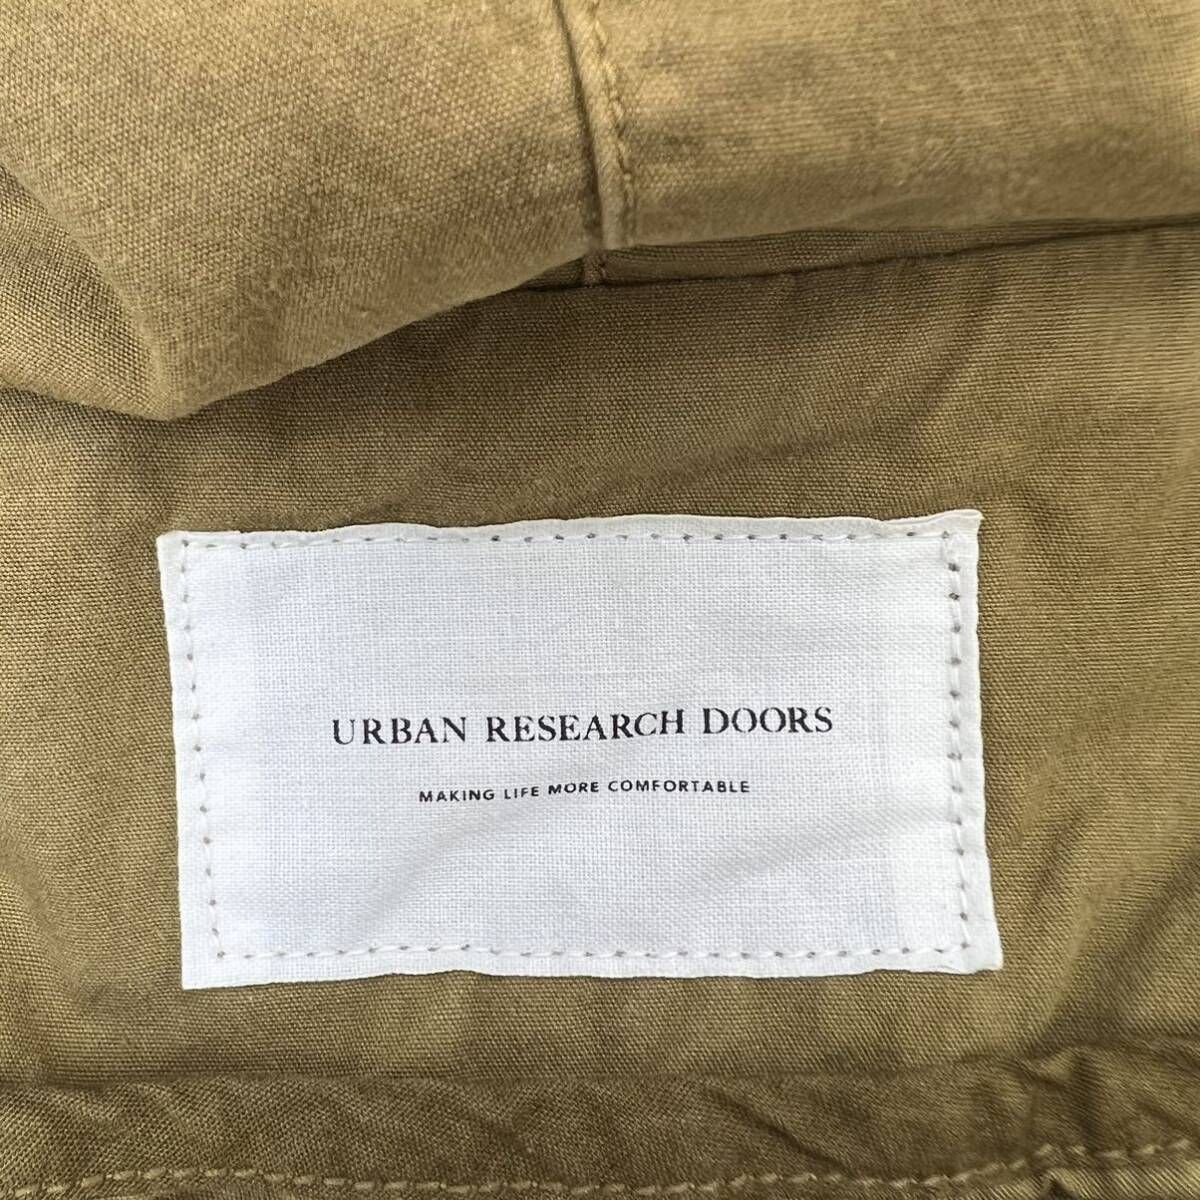 URBAN RESEARCH DOORS
MAKING LIFE MORE COMFORTABLE